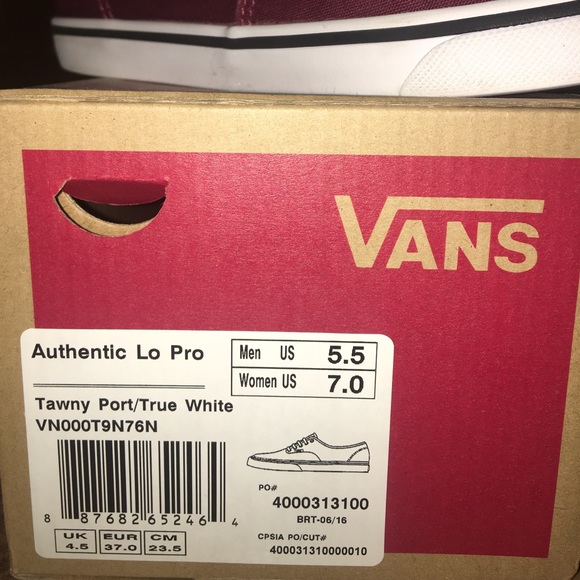 VANS
Authentic Lo Pro
Men US 5.5
Women US 7.0
Tawny Port/True White
VN000T9N76N
8 87682 65246 4
PO#
4000313100
BRT-06/16
UK EUR CM
4.5 37.0 23.5
CPSIA PO/CUT#
400031310000010